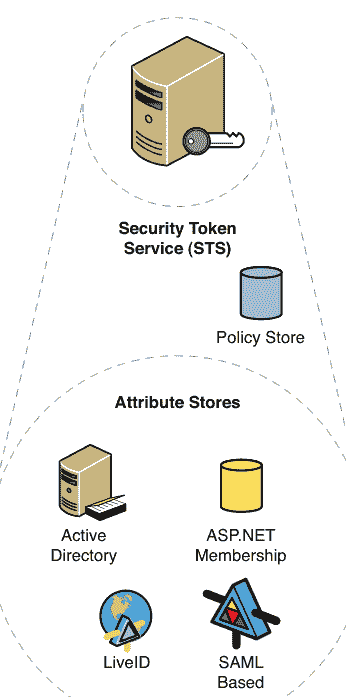 Security Token
Service (STS)
Policy Store
Attribute Stores
Active
Directory
ASP.NET
Membership
LiveID
SAML
Based